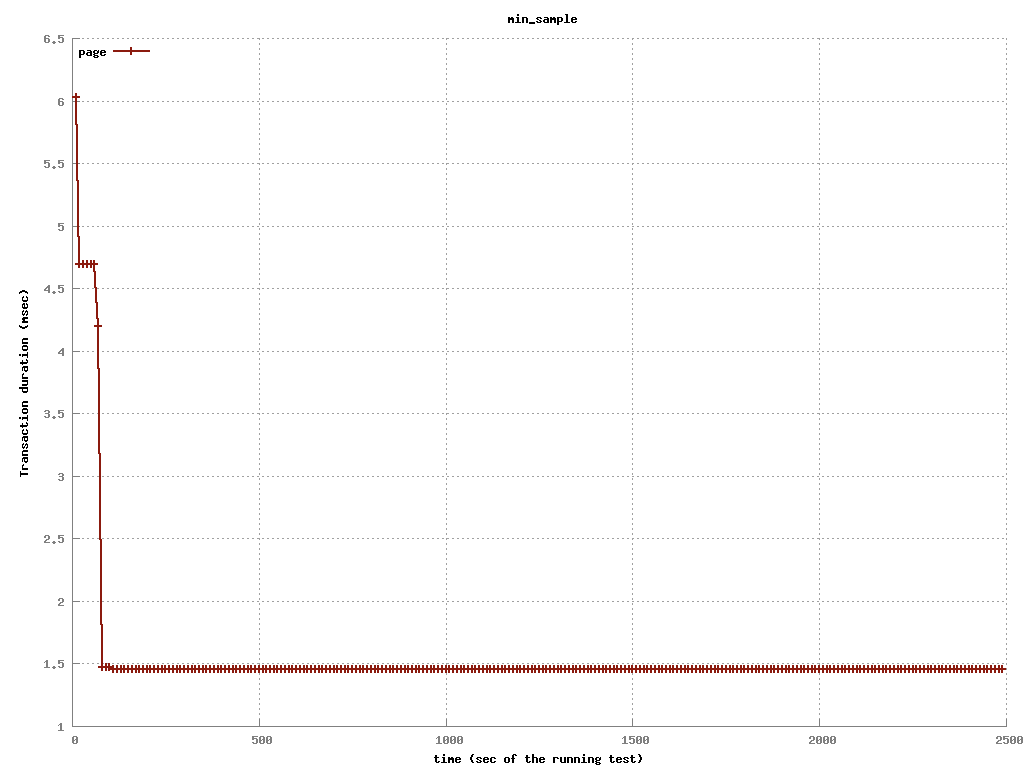 min_sample
page
6.5
6
5.5
5
4.5
4
3.5
3
2.5
2
1.5
1
Transaction duration (msec)
0 500 1000 1500 2000 2500
time (sec of the running test)